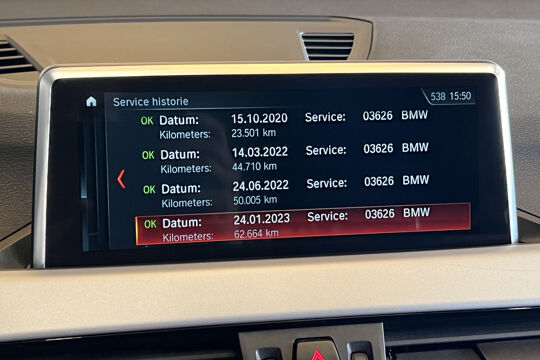 Service historie
538 15:50
OK Datum: 15.10.2020 Service: 03626 BMW
Kilometers: 23.501 km
OK Datum: 14.03.2022 Service: 03626 BMW
Kilometers: 44.710 km
OK Datum: 24.06.2022 Service: 03626 BMW
Kilometers: 50.005 km
OK Datum: 24.01.2023 Service: 03626 BMW
Kilometers: 62.664 km